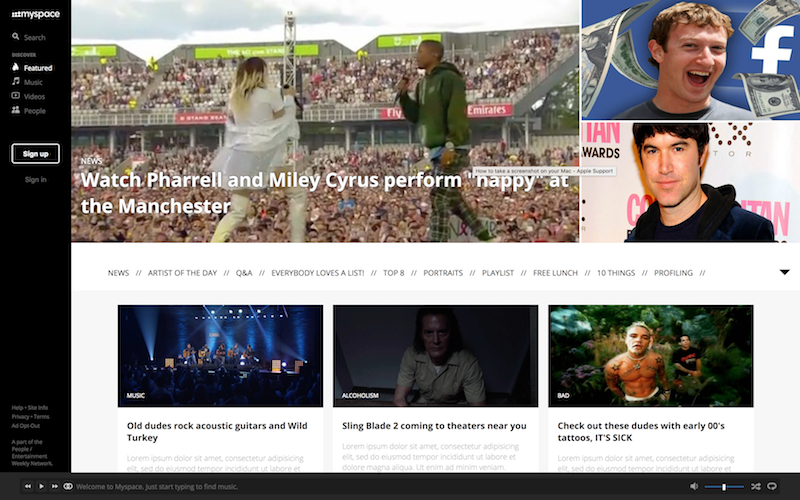 myspace
Search
DISCOVER
Featured
Music
Videos
People
Sign up
Sign in
Help • Site Info
Privacy • Terms
Ad Opt-Out
A part of the
People /
Entertainment
Weekly Network.
Emirates
NEWS
Watch Pharrell and Miley Cyrus perform "happy" at
the Manchester
f
AWARDS
How to take a screenshot on your Mac - Apple Support
NEWS // ARTIST OF THE DAY // Q&A // EVERYBODY LOVES A LIST! // TOP 8 // PORTRAITS // PLAYLIST // FREE LUNCH // 10 THINGS // PROFILING //
MUSIC
Old dudes rock acoustic guitars and Wild
Turkey
Lorem ipsum dolor sit amet, consectetur adipiscing
elit, sed do eiusmod tempor incididunt ut labore et
ALCOHOLISM
Sling Blade 2 coming to theaters near you
Lorem ipsum dolor sit amet, consectetur adipiscing
elit, sed do eiusmod tempor incididunt ut labore et
dolore magna aliqua. Ut enim ad minim veniam,
BAD
Check out these dudes with early 00's
tattoos, IT'S SICK
Lorem ipsum dolor sit amet, consectetur adipiscing
elit, sed do eiusmod tempor incididunt ut labore et
Welcome to Myspace. Just start typing to find music.